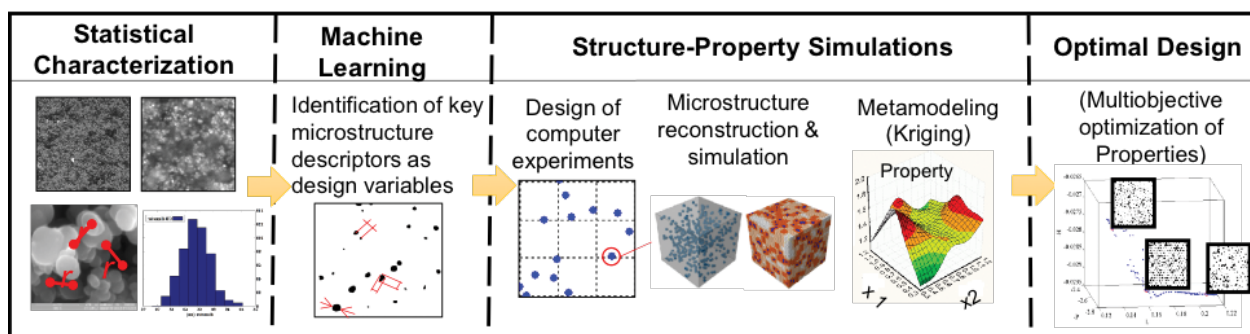 Statistical
Characterization
Machine
Learning
Structure-Property Simulations
Optimal Design
Identification of key
microstructure
descriptors as
design variables
Design of
computer
experiments
Microstructure
reconstruction &
simulation
Metamodeling
(Kriging)
(Multiobjective
optimization of
Properties)
r
r
Property
x1
x2